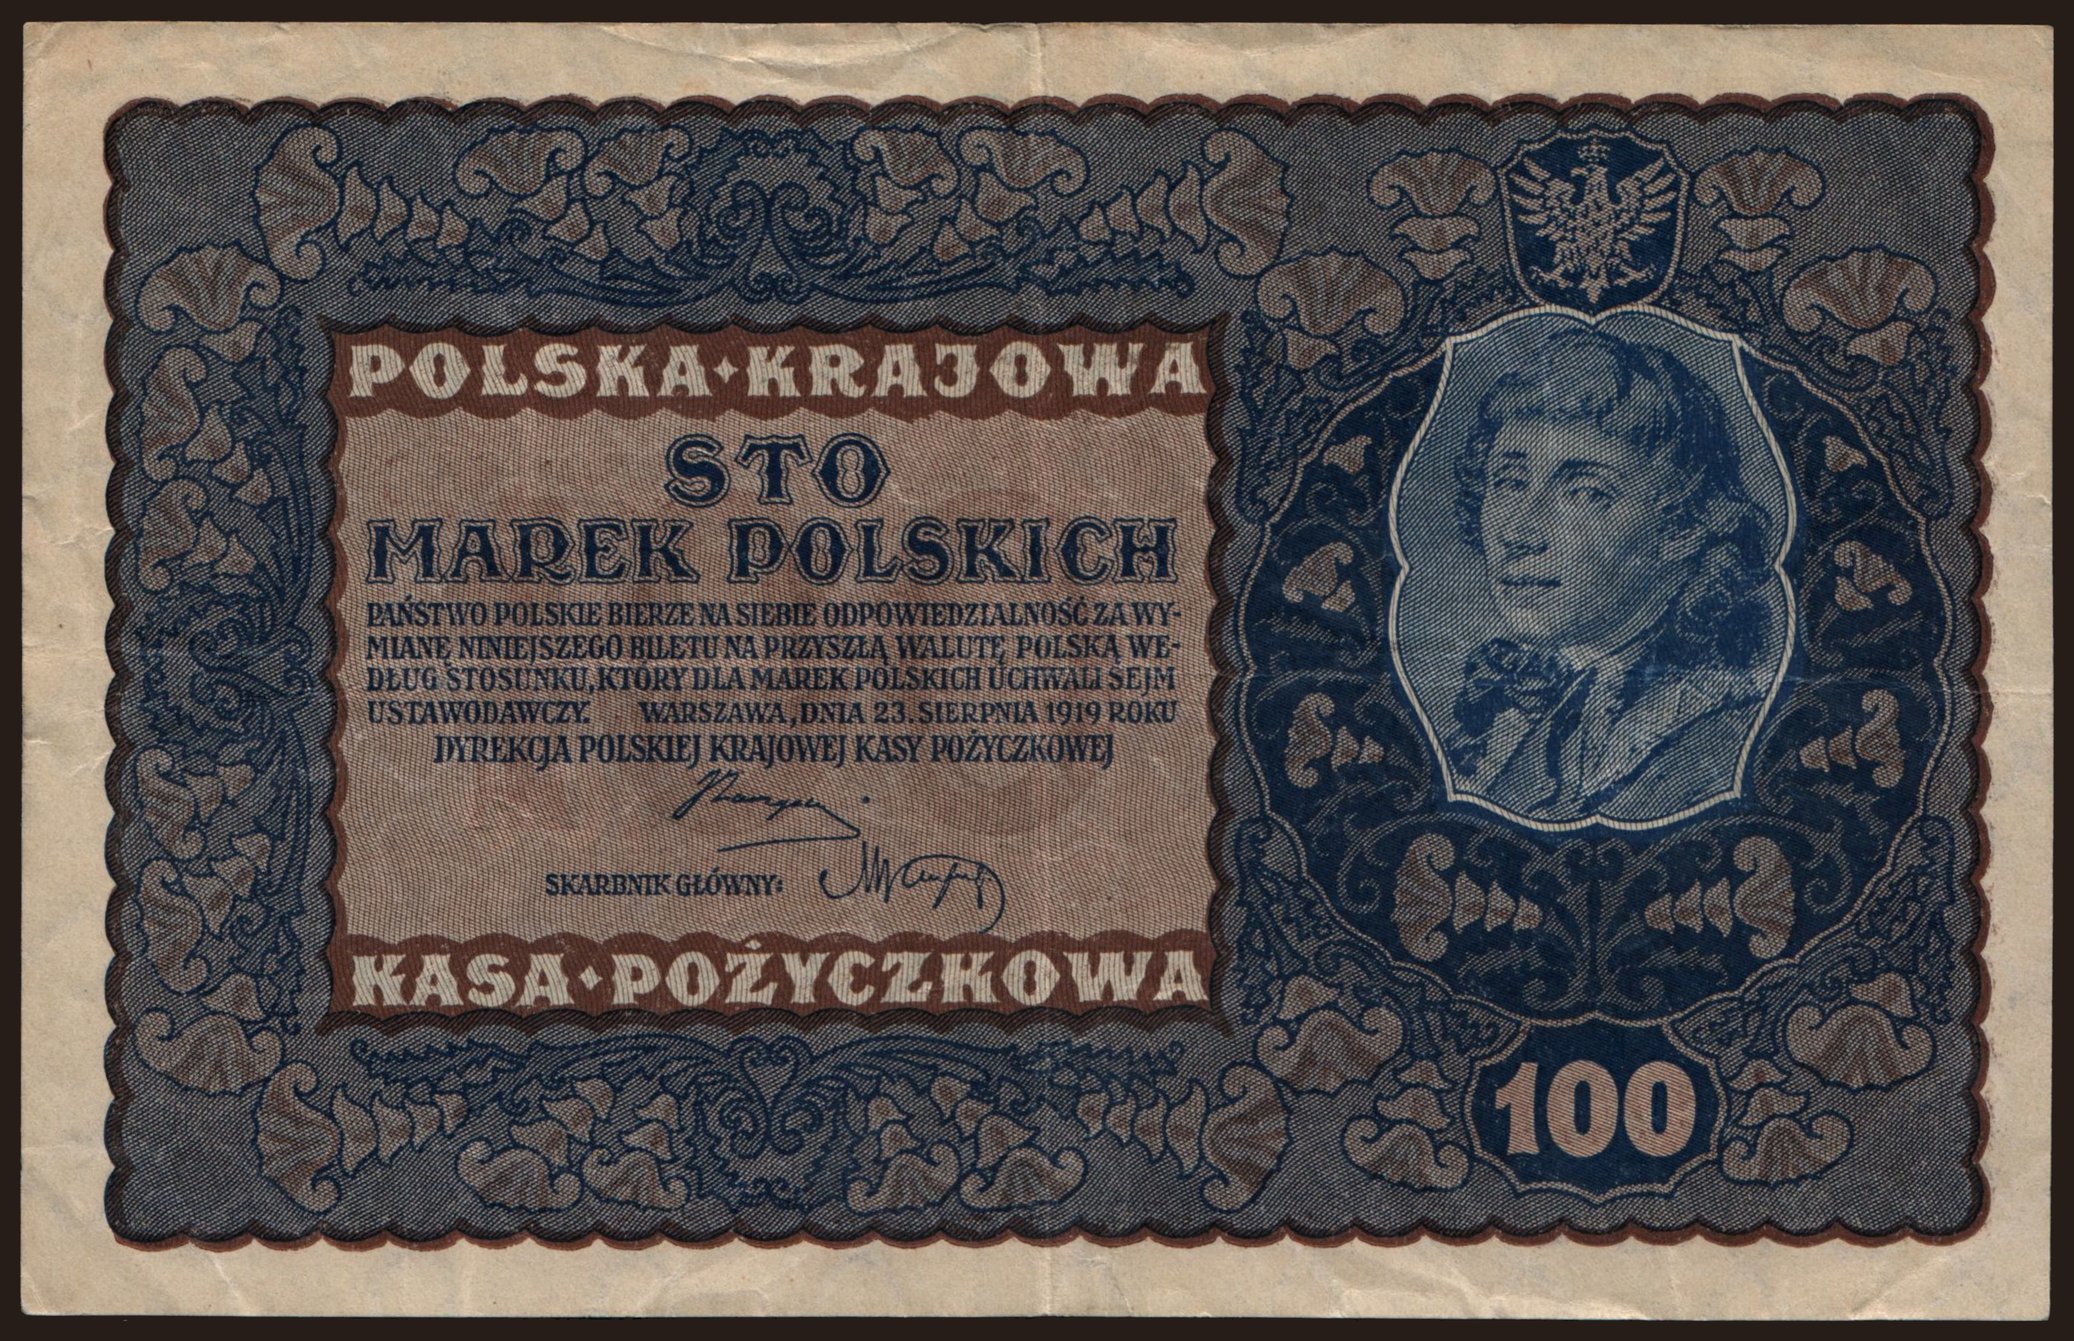 POLSKA · KRAJOWA
STO
MAREK POLSKICH
PAŃSTWO POLSKIE BIERZE NA SIEBIE ODPOWIEDZIALNOŚĆ ZA WY-
MIANĘ NINIEJSZEGO BILETU NA PRZYSZŁĄ WALUTĘ POLSKĄ WE-
DŁUG STOSUNKU, KTÓRY DLA MAREK POLSKICH UCHWALI SEJM
USTAWODAWCZY. WARSZAWA, DNIA 23. SIERPNIA 1919 ROKU
DYREKCJA POLSKIEJ KRAJOWEJ KASY POŻYCZKOWEJ
SKARBNIK GŁÓWNY:
KASA · POŻYCZKOWA
100